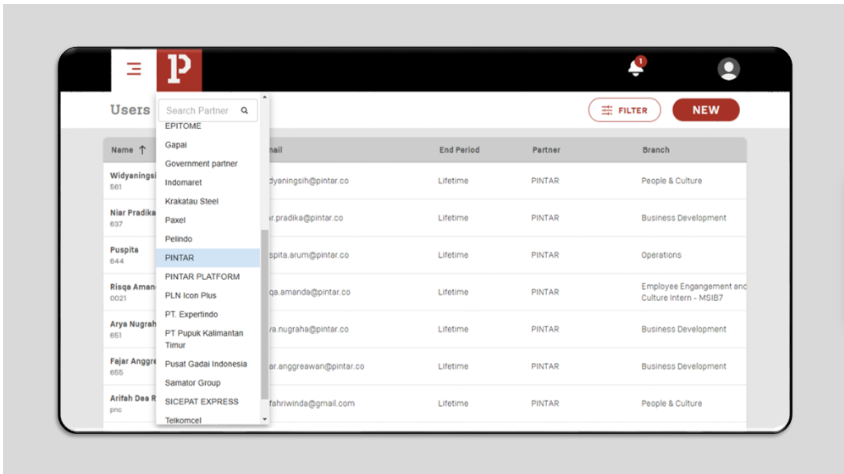 P
1
Users
Search Partner
FILTER
NEW
EPITOME
Gapai
Government partner
Indomaret
Krakatau Steel
Paxel
Pelindo
PINTAR
PINTAR PLATFORM
PLN Icon Plus
PT. Expertindo
PT Pupuk Kalimantan
Timur
Pusat Gadai Indonesia
Samator Group
SICEPAT EXPRESS
Telkomcel
Name ↑ mail End Period Partner Branch
Widyaningsi dyaningsih@pintar.co Lifetime PINTAR People & Culture
561
Niar Pradika ar.pradika@pintar.co Lifetime PINTAR Business Development
637
Puspita spita.arum@pintar.co Lifetime PINTAR Operations
644
Risqa Aman qa.amanda@pintar.co Lifetime PINTAR Employee Engangement and
0021 Culture Intern - MSIB7
Arya Nugrah ya.nugraha@pintar.co Lifetime PINTAR Business Development
651
Fajar Anggre ar.anggreawan@pintar.co Lifetime PINTAR Business Development
655
Arifah Dea R fahriwinda@gmail.com Lifetime PINTAR People & Culture
pnc